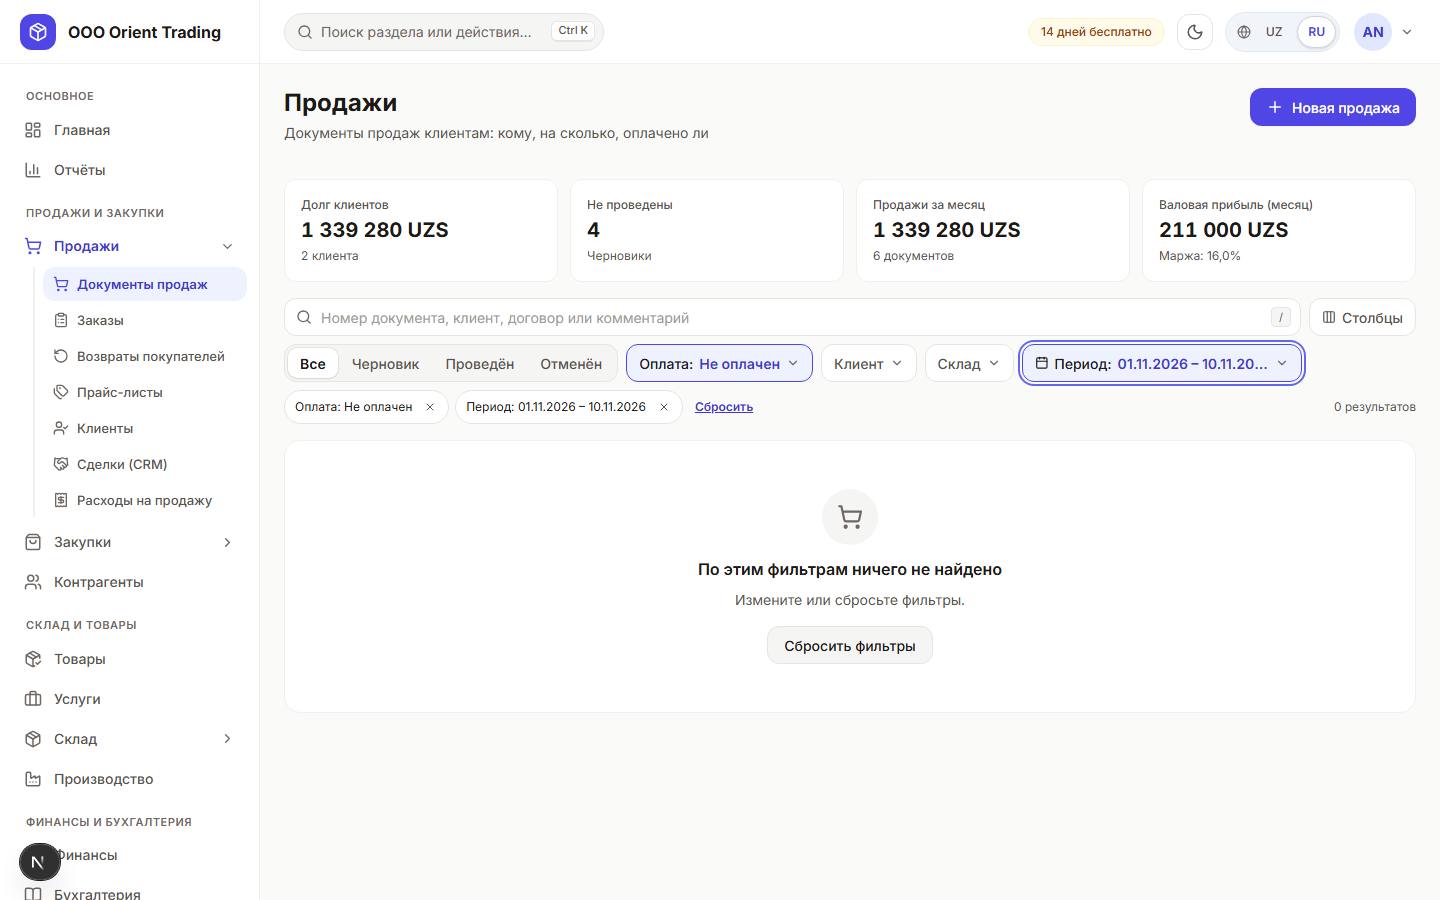 OOO Orient Trading
Поиск раздела или действия...
Ctrl K
14 дней бесплатно
UZ
RU
AN
ОСНОВНОЕ
Главная
Отчёты
ПРОДАЖИ И ЗАКУПКИ
Продажи
Документы продаж
Заказы
Возвраты покупателей
Прайс-листы
Клиенты
Сделки (CRM)
Расходы на продажу
Закупки
Контрагенты
СКЛАД И ТОВАРЫ
Товары
Услуги
Склад
Производство
ФИНАНСЫ И БУХГАЛТЕРИЯ
Финансы
Бухгалтерия
N
Продажи
Документы продаж клиентам: кому, на сколько, оплачено ли
+ Новая продажа
Долг клиентов
1 339 280 UZS
2 клиента
Не проведены
4
Черновики
Продажи за месяц
1 339 280 UZS
6 документов
Валовая прибыль (месяц)
211 000 UZS
Маржа: 16,0%
Номер документа, клиент, договор или комментарий
/
Столбцы
Все
Черновик
Проведён
Отменён
Оплата: Не оплачен
Клиент
Склад
Период: 01.11.2026 – 10.11.20...
Оплата: Не оплачен ×
Период: 01.11.2026 – 10.11.2026 ×
Сбросить
0 результатов
По этим фильтрам ничего не найдено
Измените или сбросьте фильтры.
Сбросить фильтры